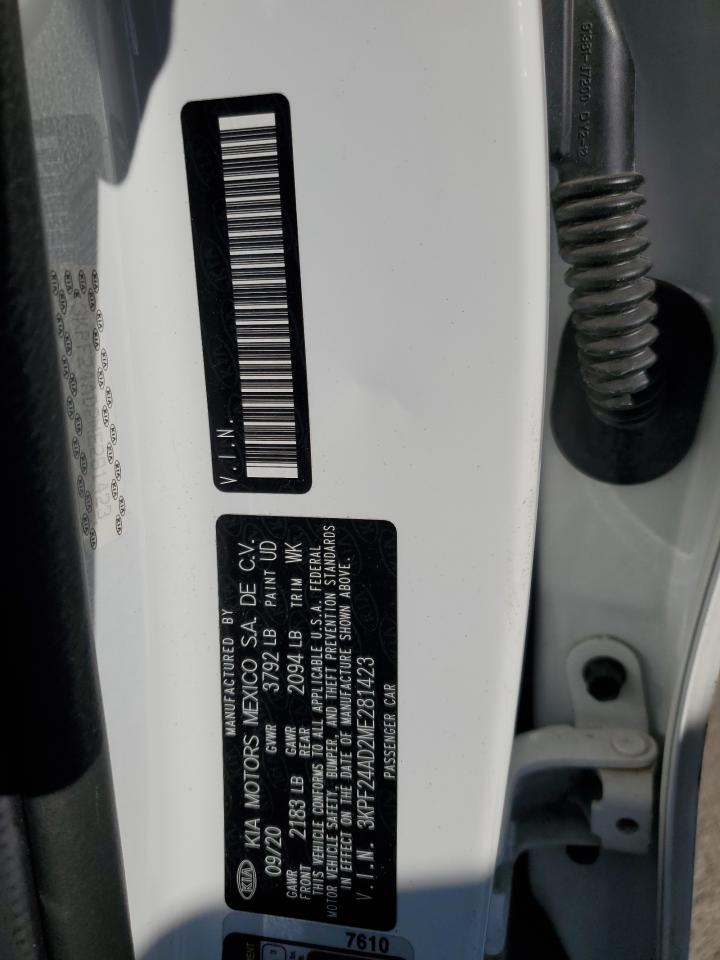 V.I.N.
MANUFACTURED BY
KIA KIA MOTORS MEXICO S.A. DE C.V.
09/20 GVWR 3792 LB PAINT UD
GAWR FRONT 2183 LB GAWR REAR 2094 LB TRIM WK
THIS VEHICLE CONFORMS TO ALL APPLICABLE U.S.A. FEDERAL
MOTOR VEHICLE SAFETY, BUMPER, AND THEFT PREVENTION STANDARDS
IN EFFECT ON THE DATE OF MANUFACTURE SHOWN ABOVE.
V.I.N. 3KPF24AD2ME281423
PASSENGER CAR
7610